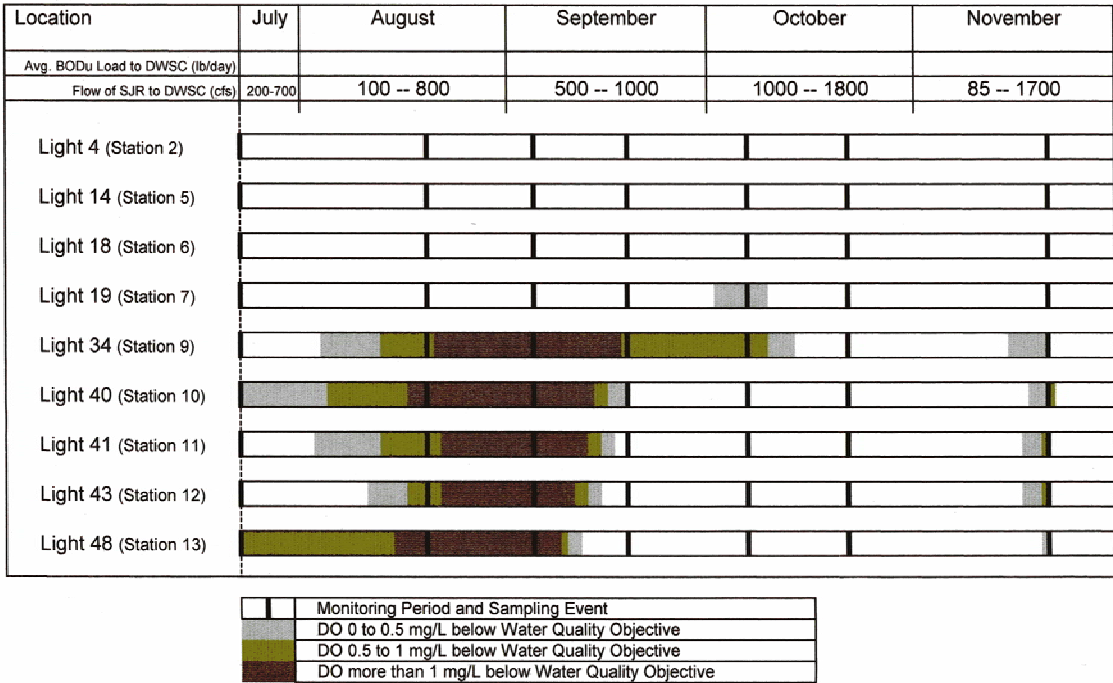 Location July August September October November
Avg. BODu Load to DWSC (lb/day)
Flow of SJR to DWSC (cfs) 200-700 100 -- 800 500 -- 1000 1000 -- 1800 85 -- 1700
Light 4 (Station 2)
Light 14 (Station 5)
Light 18 (Station 6)
Light 19 (Station 7)
Light 34 (Station 9)
Light 40 (Station 10)
Light 41 (Station 11)
Light 43 (Station 12)
Light 48 (Station 13)
Monitoring Period and Sampling Event
DO 0 to 0.5 mg/L below Water Quality Objective
DO 0.5 to 1 mg/L below Water Quality Objective
DO more than 1 mg/L below Water Quality Objective